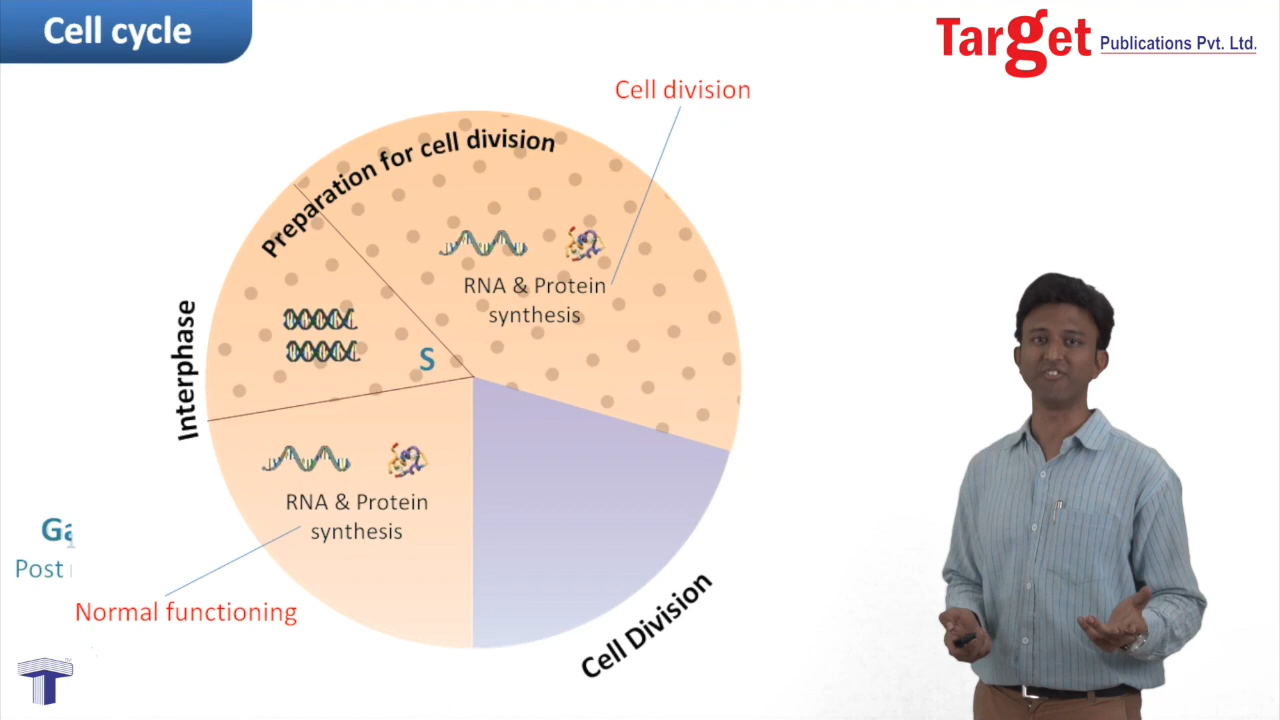 Cell cycle
Target Publications Pvt. Ltd.
Cell division
Preparation for cell division
RNA & Protein
synthesis
Interphase
S
RNA & Protein
synthesis
Ga
Post
Normal functioning
Cell Division